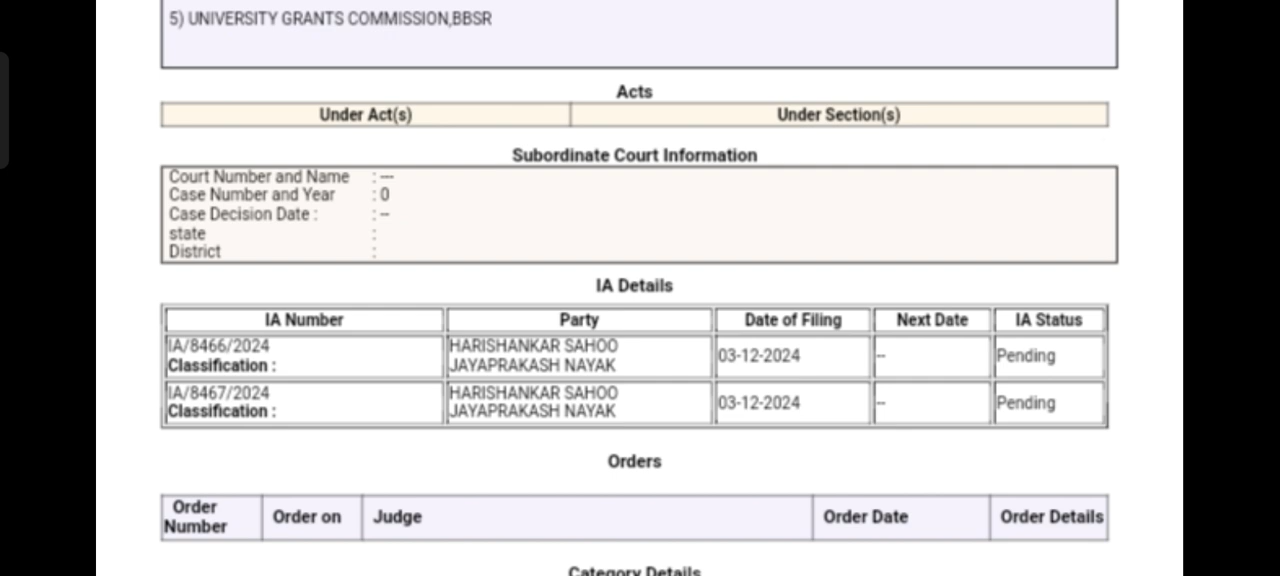 5) UNIVERSITY GRANTS COMMISSION,BBSR
Acts
Under Act(s) Under Section(s)
Subordinate Court Information
Court Number and Name : ---
Case Number and Year : 0
Case Decision Date : : --
state :
District :
IA Details
IA Number Party Date of Filing Next Date IA Status
IA/8466/2024 HARISHANKAR SAHOO 03-12-2024 -- Pending
Classification : JAYAPRAKASH NAYAK
IA/8467/2024 HARISHANKAR SAHOO 03-12-2024 -- Pending
Classification : JAYAPRAKASH NAYAK
Orders
Order Number Order on Judge Order Date Order Details
Category Details